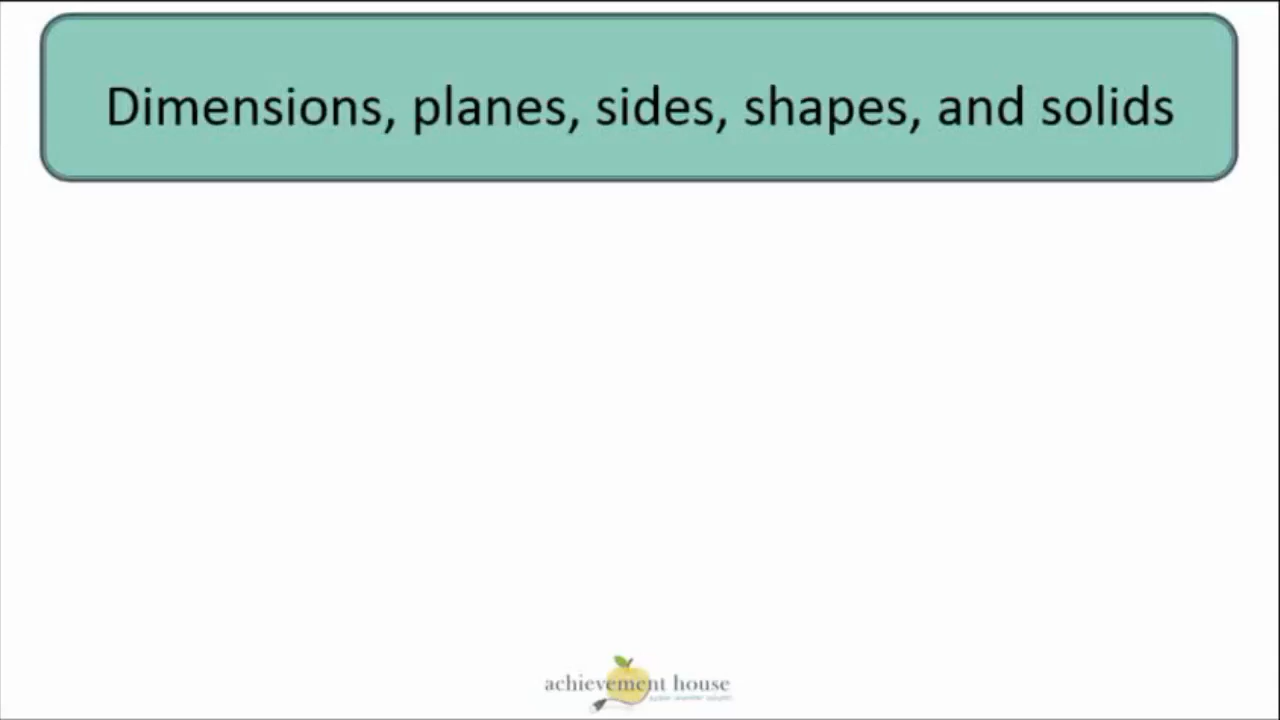 Dimensions, planes, sides, shapes, and solids
achievement house